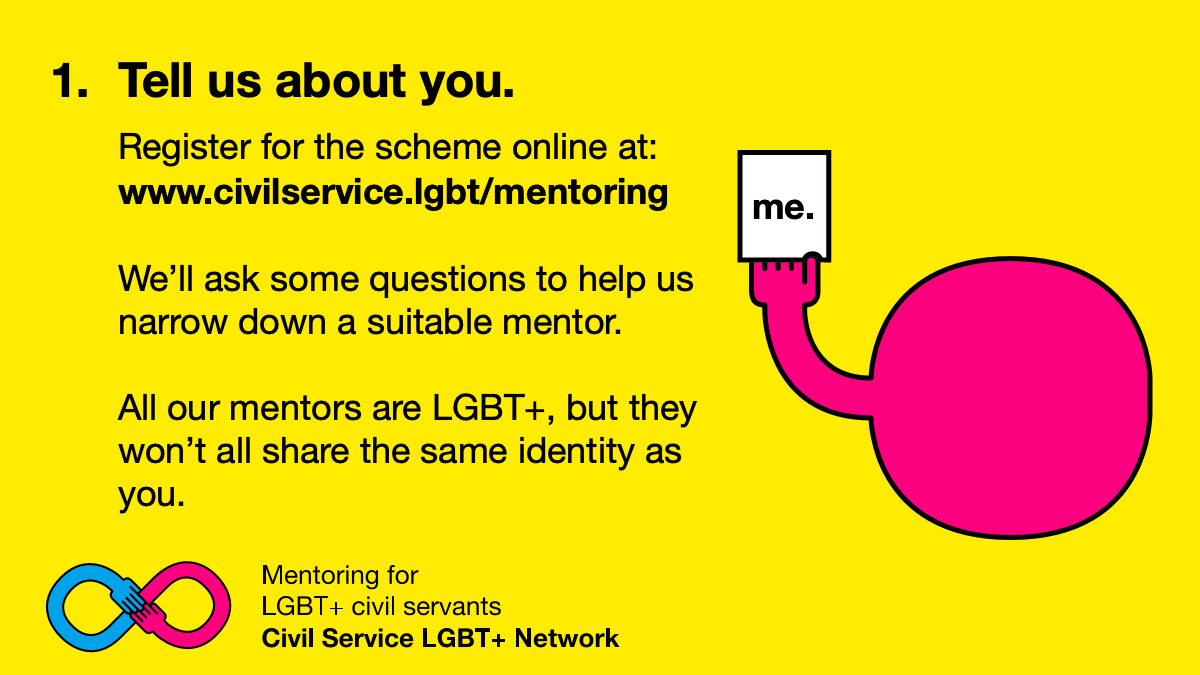 1. Tell us about you.
Register for the scheme online at:
www.civilservice.lgbt/mentoring
We’ll ask some questions to help us
narrow down a suitable mentor.
All our mentors are LGBT+, but they
won’t all share the same identity as
you.
me.
Mentoring for
LGBT+ civil servants
Civil Service LGBT+ Network